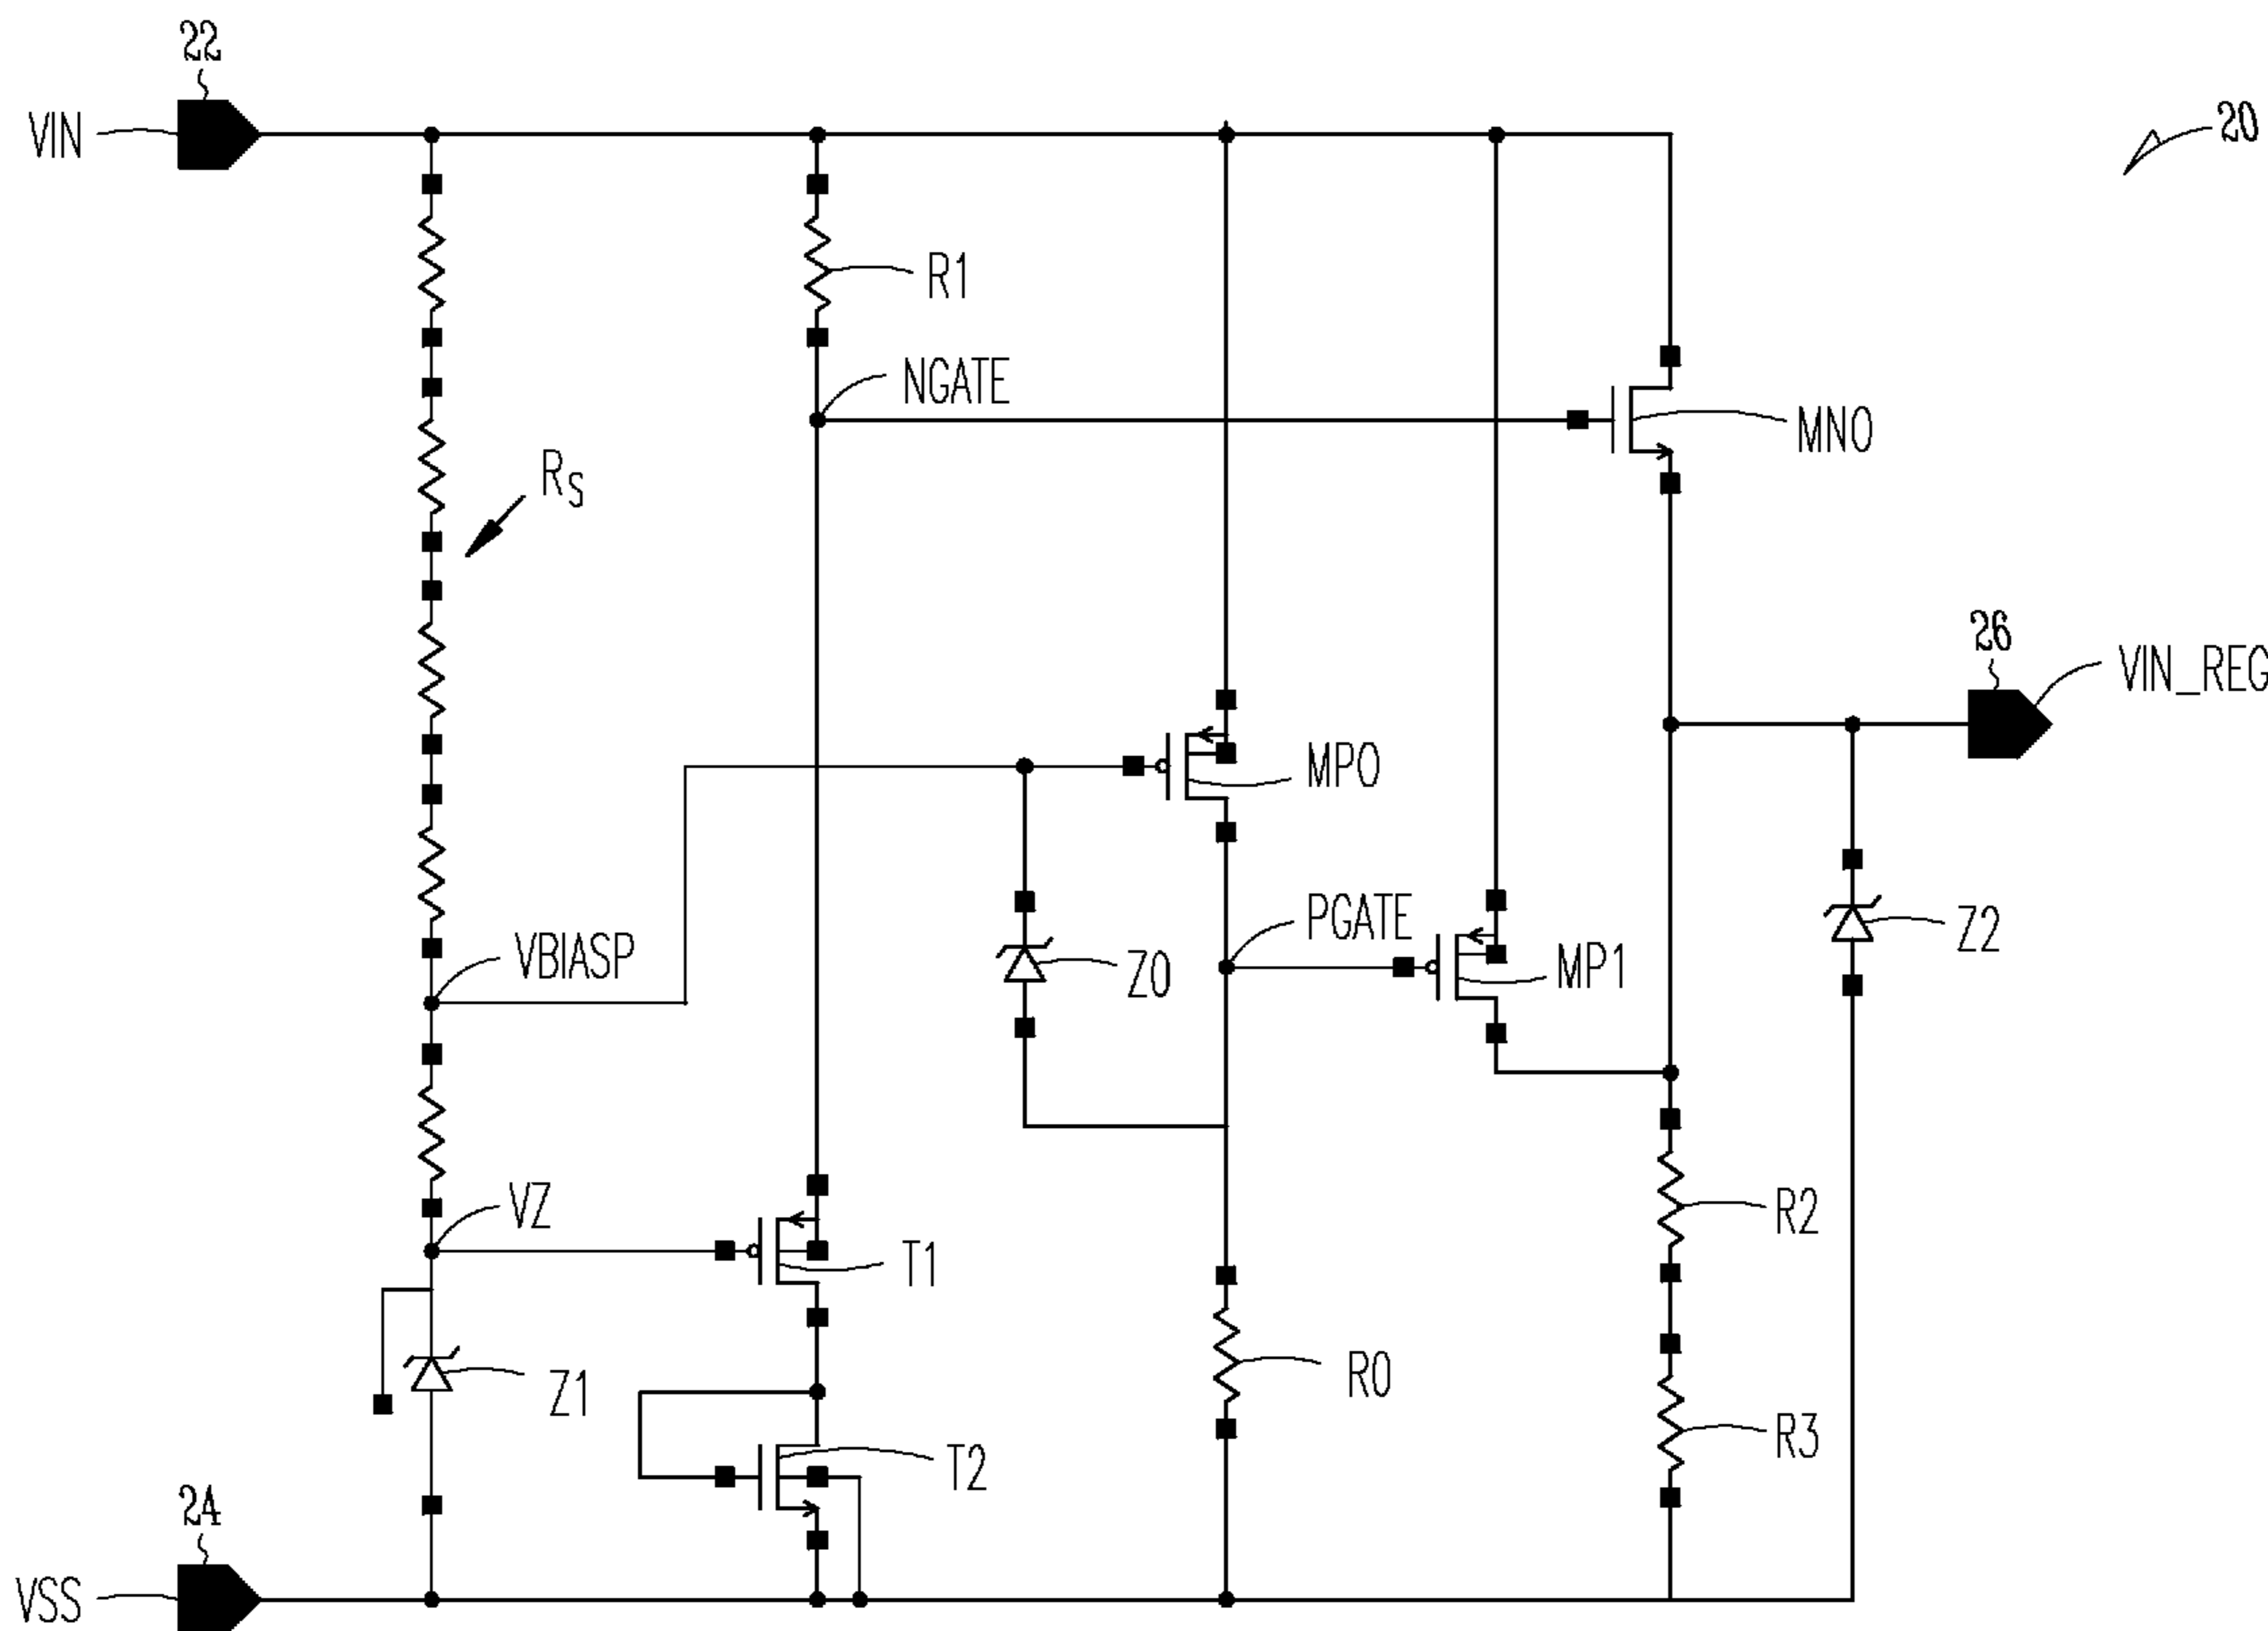 22
VIN
20
R1
NGATE
MN0
RS
26
VIN_REG
MP0
VBIASP
PGATE
Z0
MP1
Z2
VZ
T1
R2
Z1
R0
R3
T2
24
VSS